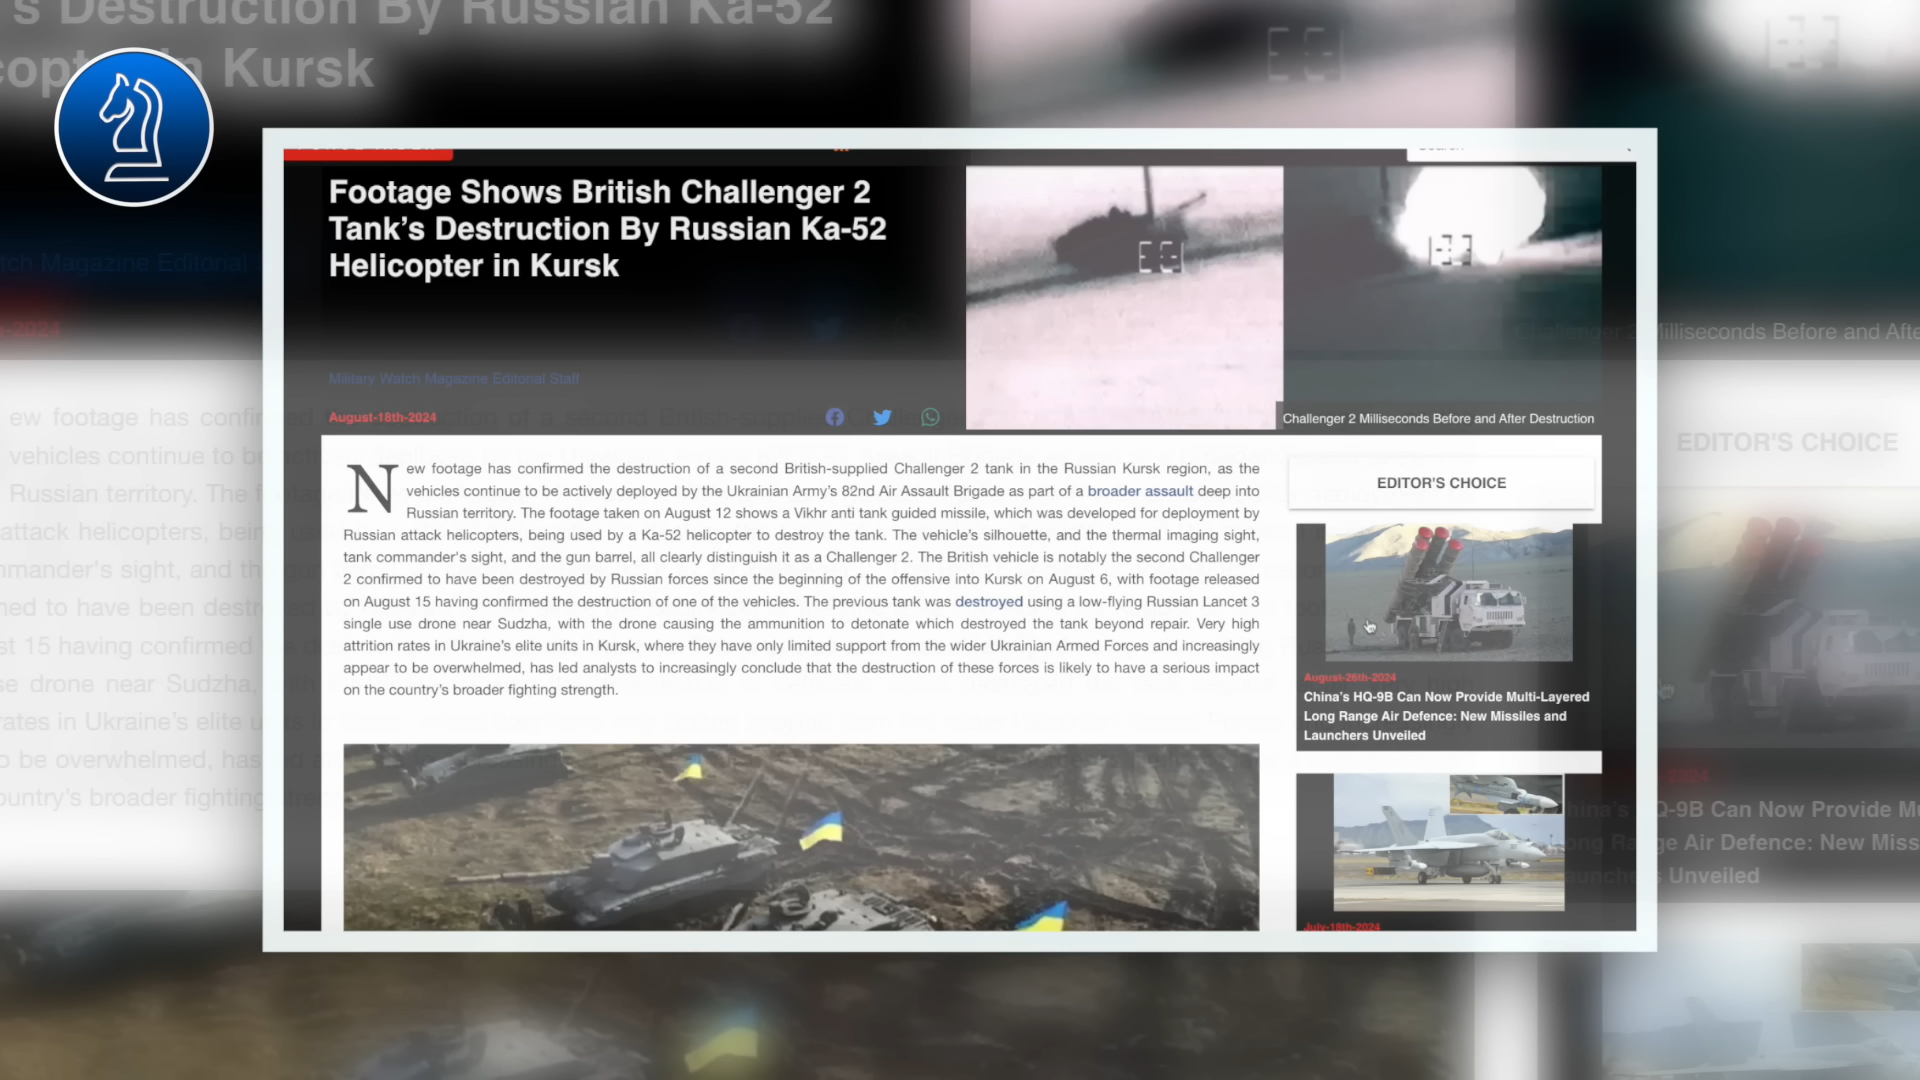 Footage Shows British Challenger 2
Tank’s Destruction By Russian Ka-52
Helicopter in Kursk
Military Watch Magazine Editorial Staff
August-18th-2024
Challenger 2 Milliseconds Before and After Destruction
New footage has confirmed the destruction of a second British-supplied Challenger 2 tank in the Russian Kursk region, as the
vehicles continue to be actively deployed by the Ukrainian Army’s 82nd Air Assault Brigade as part of a broader assault deep into
Russian territory. The footage taken on August 12 shows a Vikhr anti tank guided missile, which was developed for deployment by
Russian attack helicopters, being used by a Ka-52 helicopter to destroy the tank. The vehicle’s silhouette, and the thermal imaging sight,
tank commander's sight, and the gun barrel, all clearly distinguish it as a Challenger 2. The British vehicle is notably the second Challenger
2 confirmed to have been destroyed by Russian forces since the beginning of the offensive into Kursk on August 6, with footage released
on August 15 having confirmed the destruction of one of the vehicles. The previous tank was destroyed using a low-flying Russian Lancet 3
single use drone near Sudzha, with the drone causing the ammunition to detonate which destroyed the tank beyond repair. Very high
attrition rates in Ukraine’s elite units in Kursk, where they have only limited support from the wider Ukrainian Armed Forces and increasingly
appear to be overwhelmed, has led analysts to increasingly conclude that the destruction of these forces is likely to have a serious impact
on the country’s broader fighting strength.
EDITOR'S CHOICE
August-26th-2024
China’s HQ-9B Can Now Provide Multi-Layered
Long Range Air Defence: New Missiles and
Launchers Unveiled
July-18th-2024